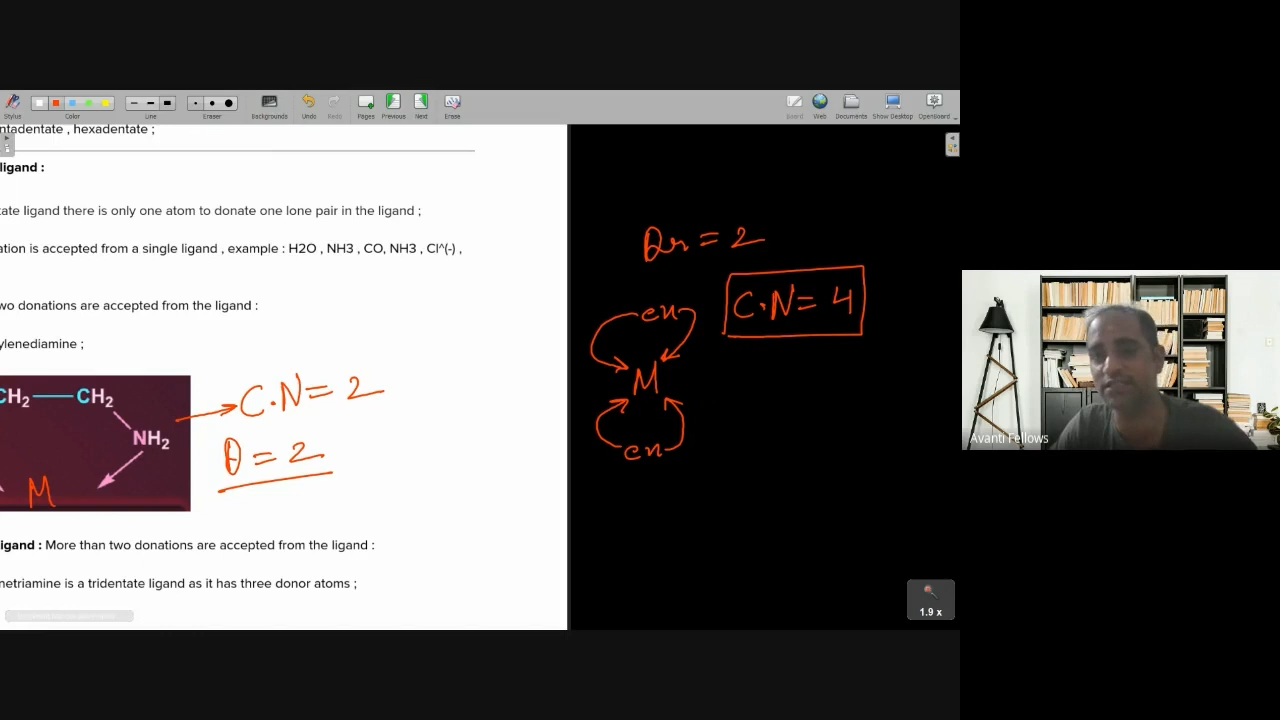 Stylus Color Line Eraser Backgrounds Undo Redo Pages Previous Next Erase Board Web Documents Show Desktop OpenBoard
ntadentate , hexadentate ;
ligand :
tate ligand there is only one atom to donate one lone pair in the ligand ;
ation is accepted from a single ligand , example : H2O , NH3 , CO, NH3 , Cl^(-) ,
wo donations are accepted from the ligand :
ylenediamine ;
CH₂ CH₂
NH₂
M
C.N = 2
D = 2
igand : More than two donations are accepted from the ligand :
netriamine is a tridentate ligand as it has three donor atoms ;
= 2
C.N = 4
en
M
en
1.9 x
Avanti Fellows